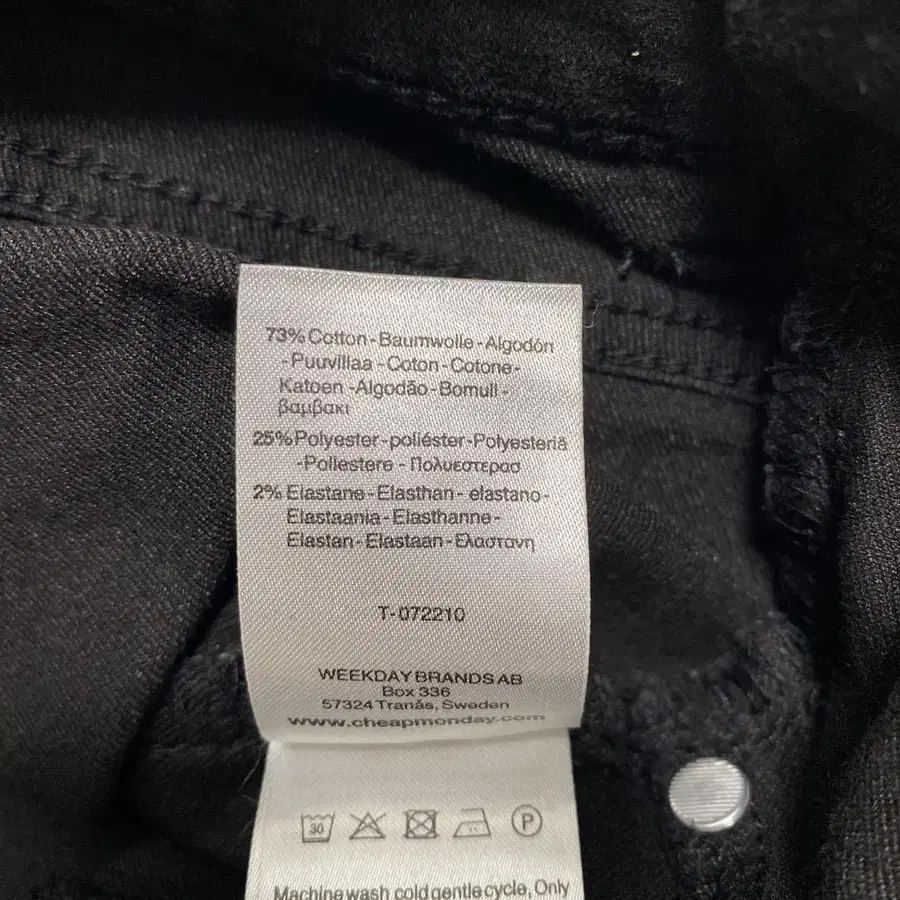 73% Cotton - Baumwolle - Algodón
- Puuvillaa - Coton - Cotone -
Katoen - Algodão - Bomull -
βαμβακι
25% Polyester - poliéster - Polyesteriä
- Poliestere - Πολυεστερασ
2% Elastane - Elasthan - elastano -
Elastaania - Elasthanne -
Elastan - Elastaan - Ελαστανη
T-072210
WEEKDAY BRANDS AB
Box 336
57324 Tranås, Sweden
www.cheapmonday.com
30
P
Machine wash cold gentle cycle, Only